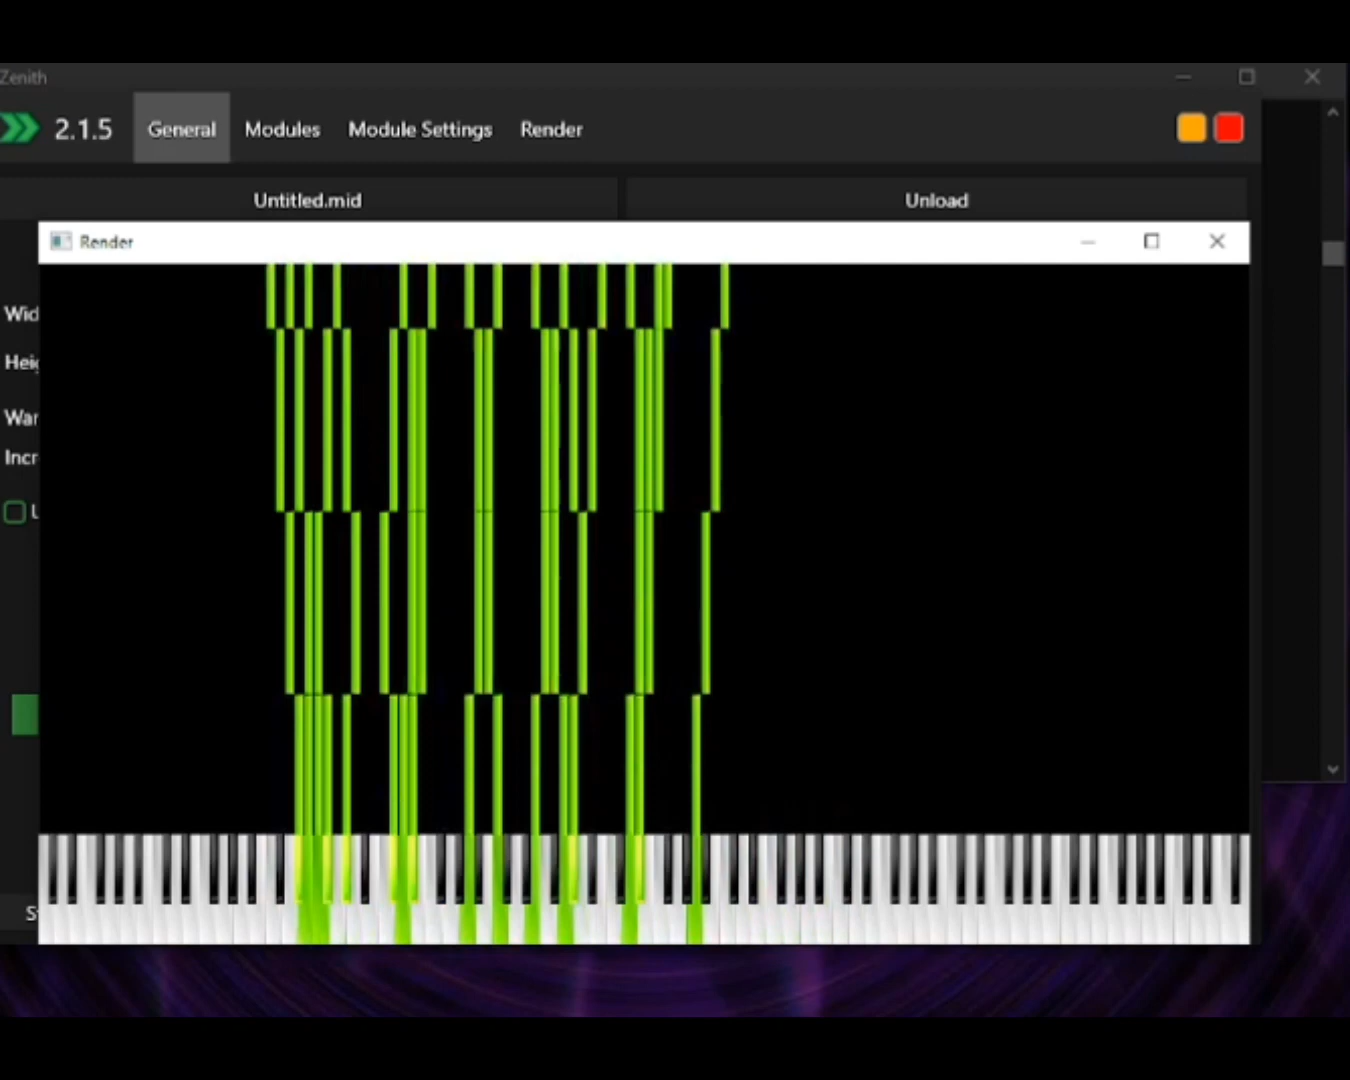 Zenith
2.1.5 General Modules Module Settings Render
Untitled.mid Unload
Render